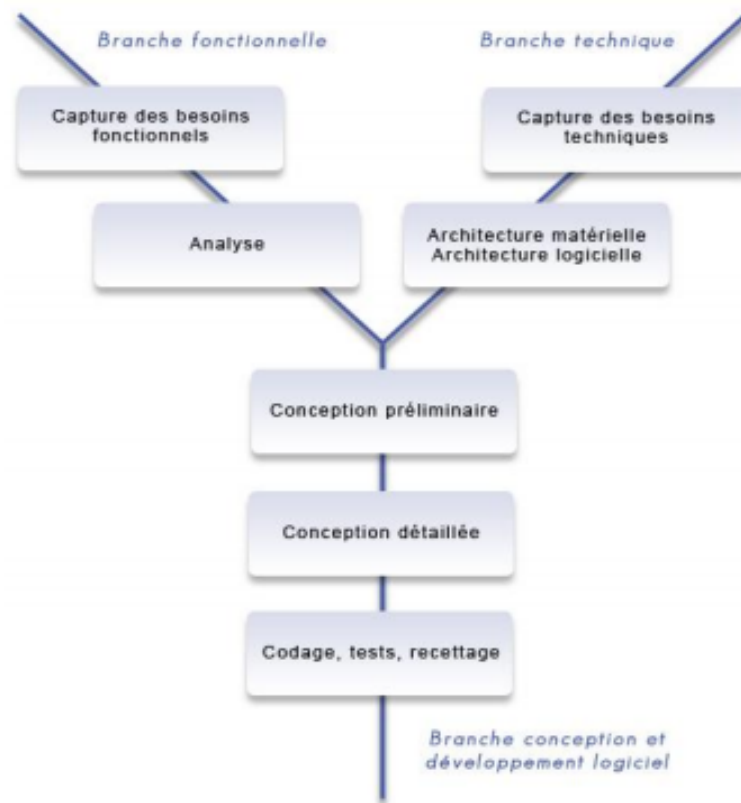 Branche fonctionnelle
Branche technique
Capture des besoins
fonctionnels
Capture des besoins
techniques
Analyse
Architecture matérielle
Architecture logicielle
Conception préliminaire
Conception détaillée
Codage, tests, recettage
Branche conception et
développement logiciel